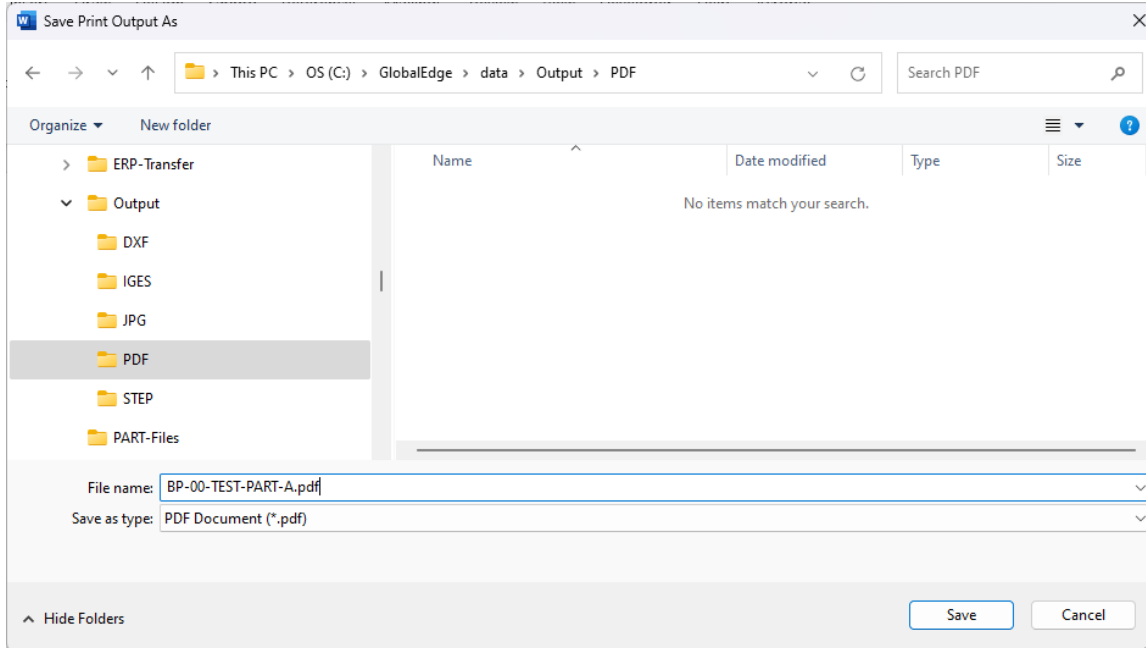 Save Print Output As
This PC > OS (C:) > GlobalEdge > data > Output > PDF
Search PDF
Organize New folder
ERP-Transfer
Output
DXF
IGES
JPG
PDF
STEP
PART-Files
Name Date modified Type Size
No items match your search.
File name: BP-00-TEST-PART-A.pdf
Save as type: PDF Document (*.pdf)
Hide Folders Save Cancel